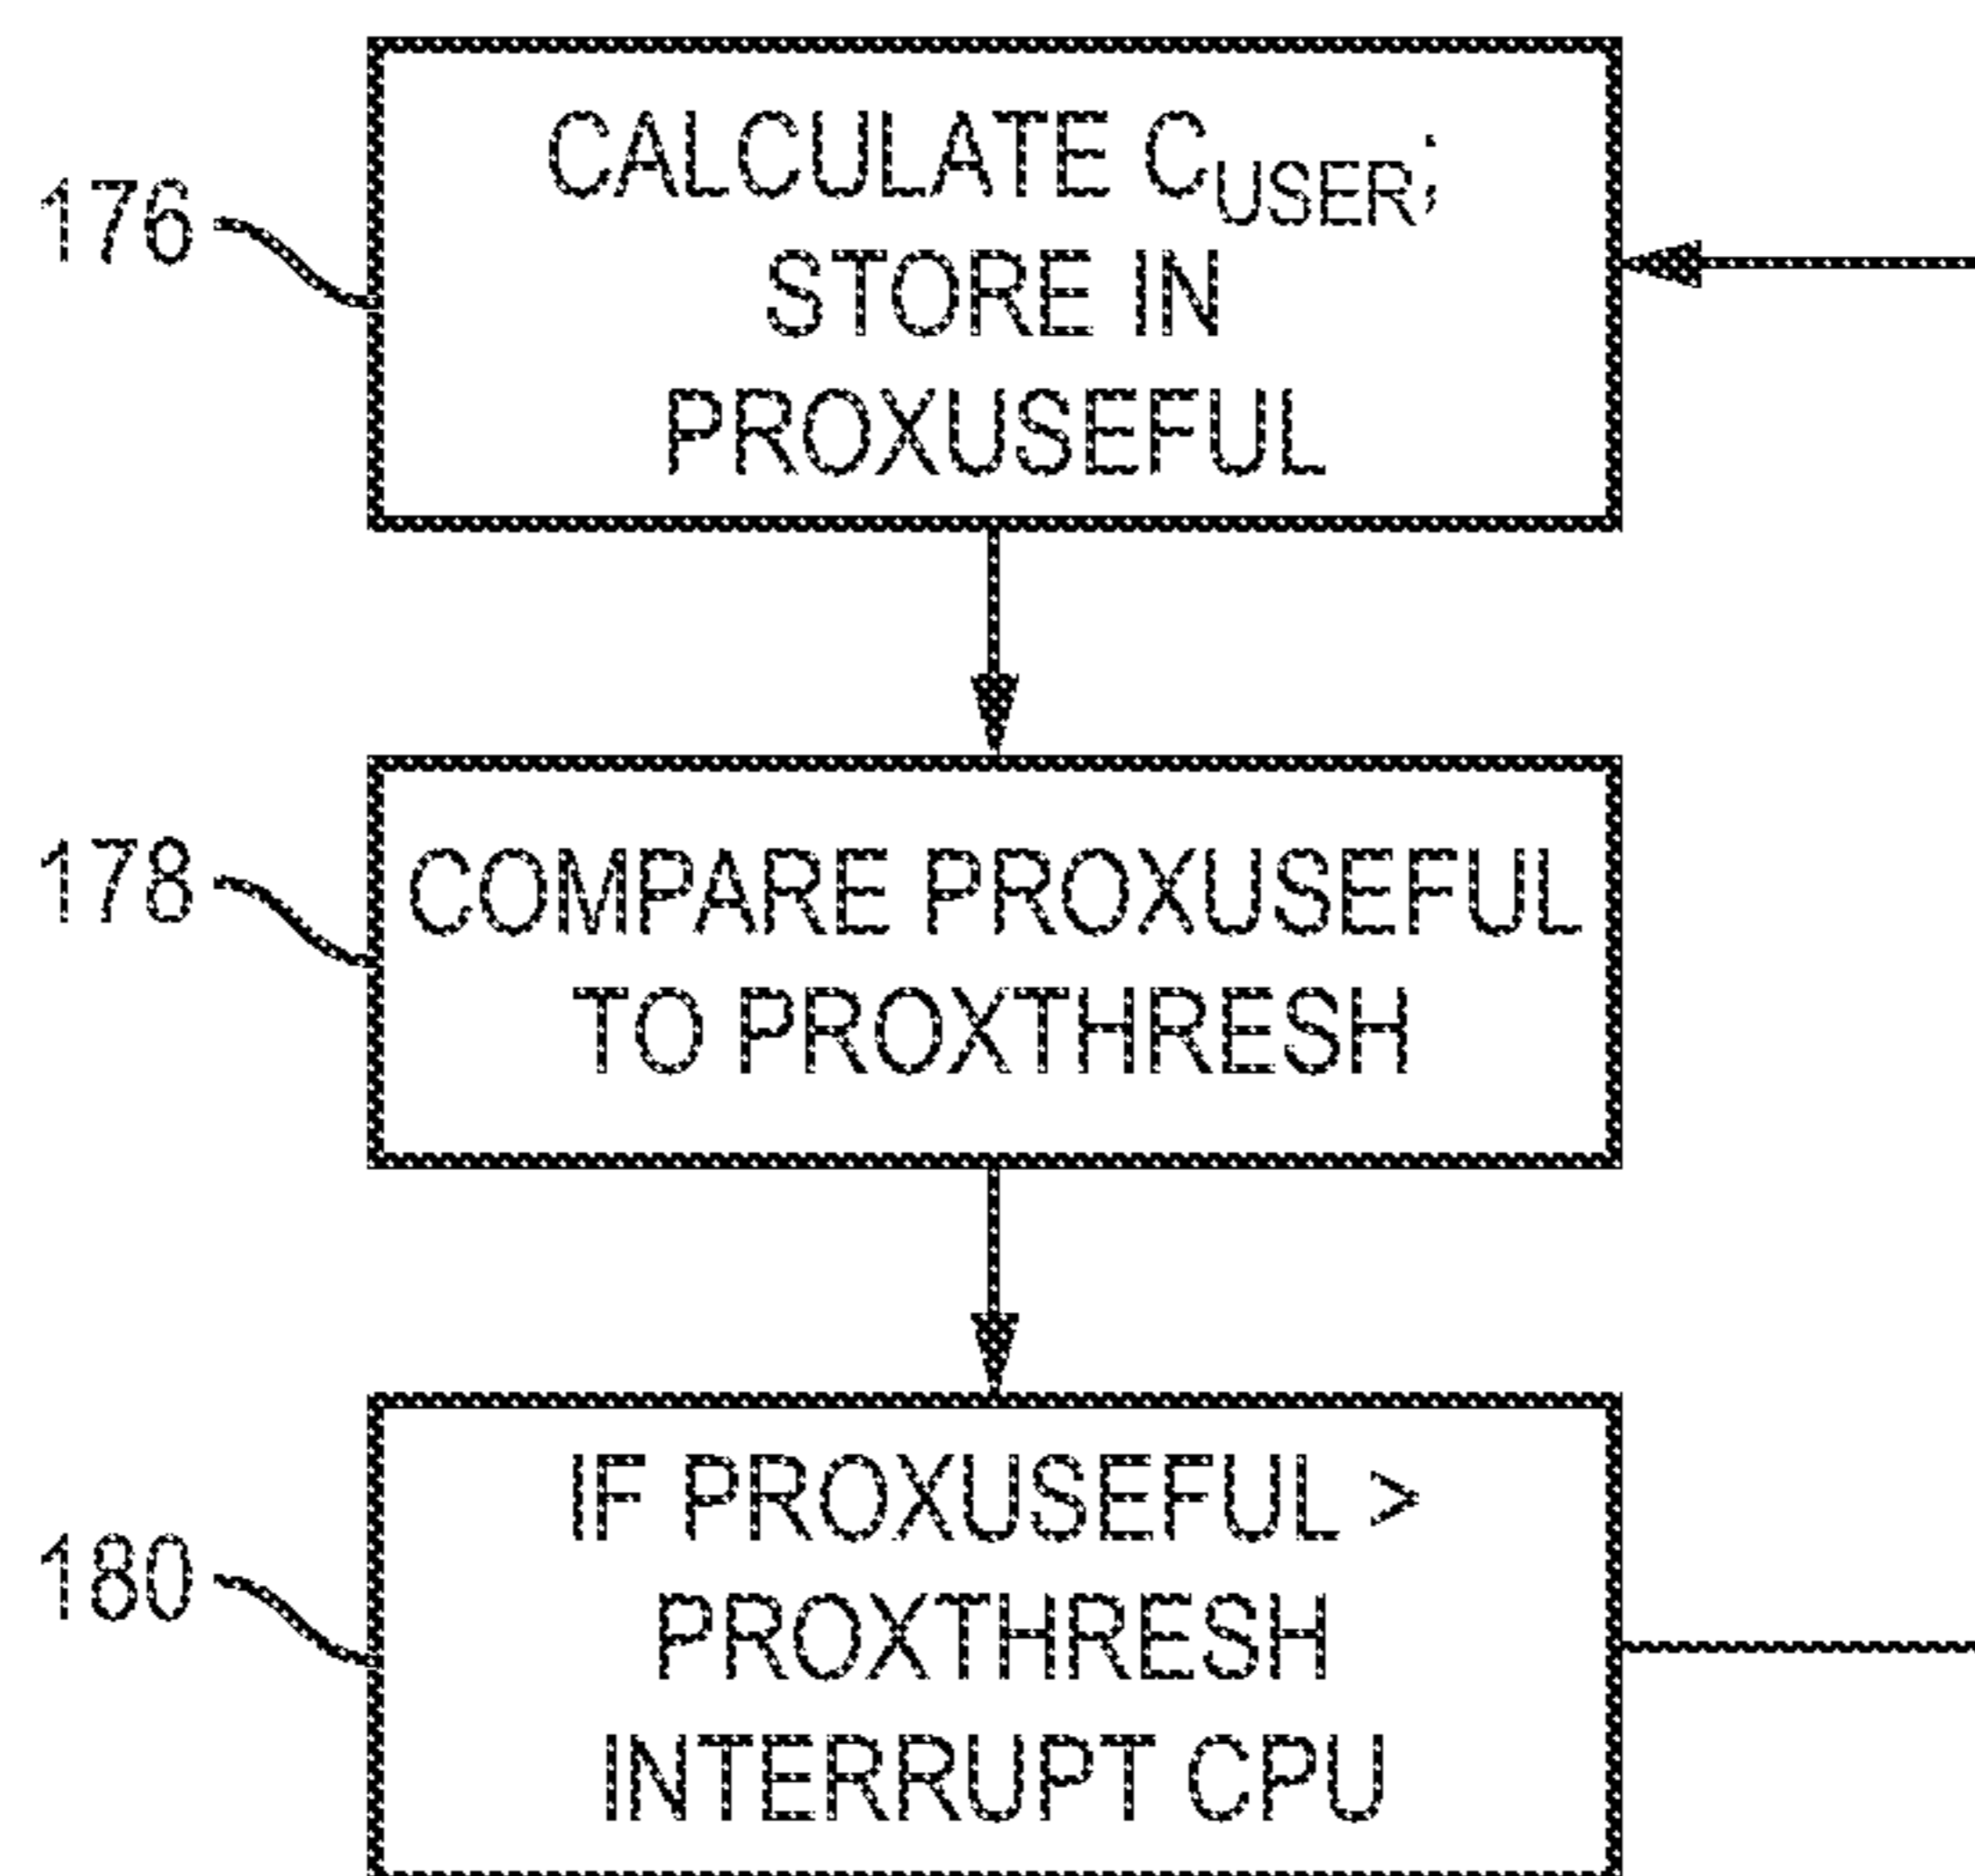 176
CALCULATE CUSER;
STORE IN
PROXUSEFUL
178
COMPARE PROXUSEFUL
TO PROXTHRESH
180
IF PROXUSEFUL >
PROXTHRESH
INTERRUPT CPU